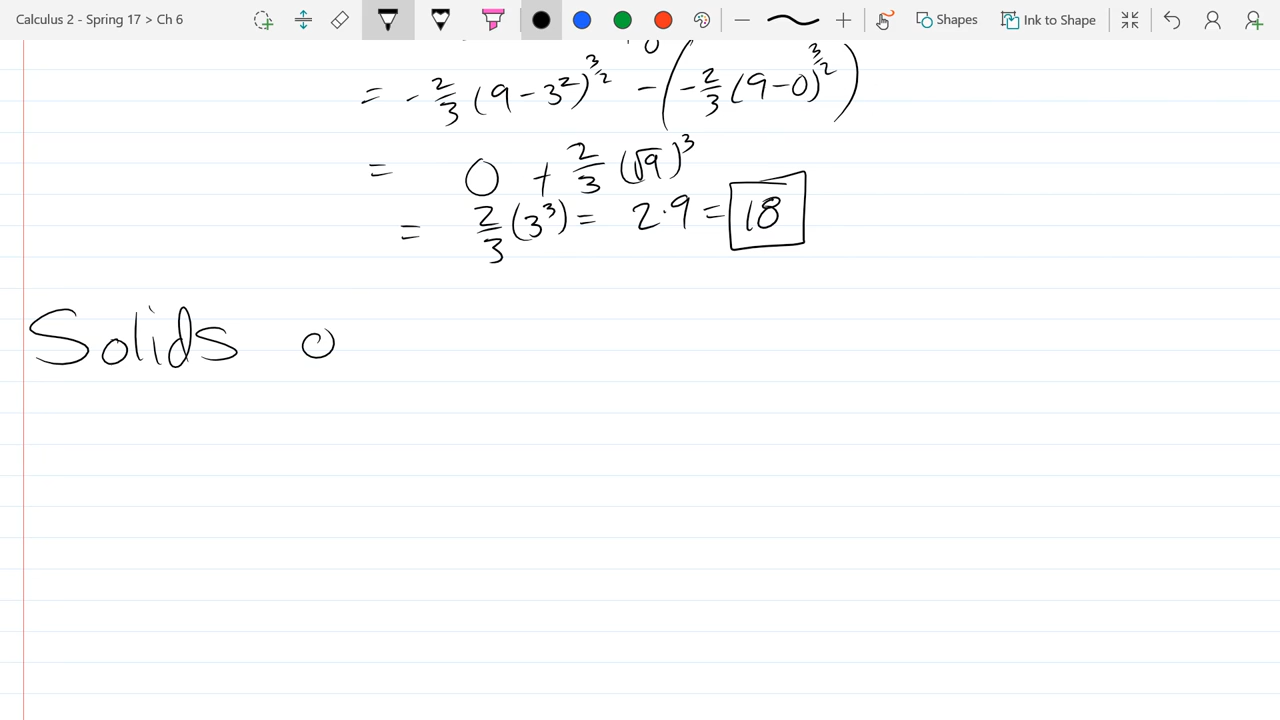 Calculus 2 - Spring 17 > Ch 6
Shapes
Ink to Shape
= -2/3 (9 - 3²)^(3/2) - (-2/3 (9-0)^(3/2))
= 0 + 2/3 (√9)³
= 2/3 (3³) = 2·9 = 18
Solids o